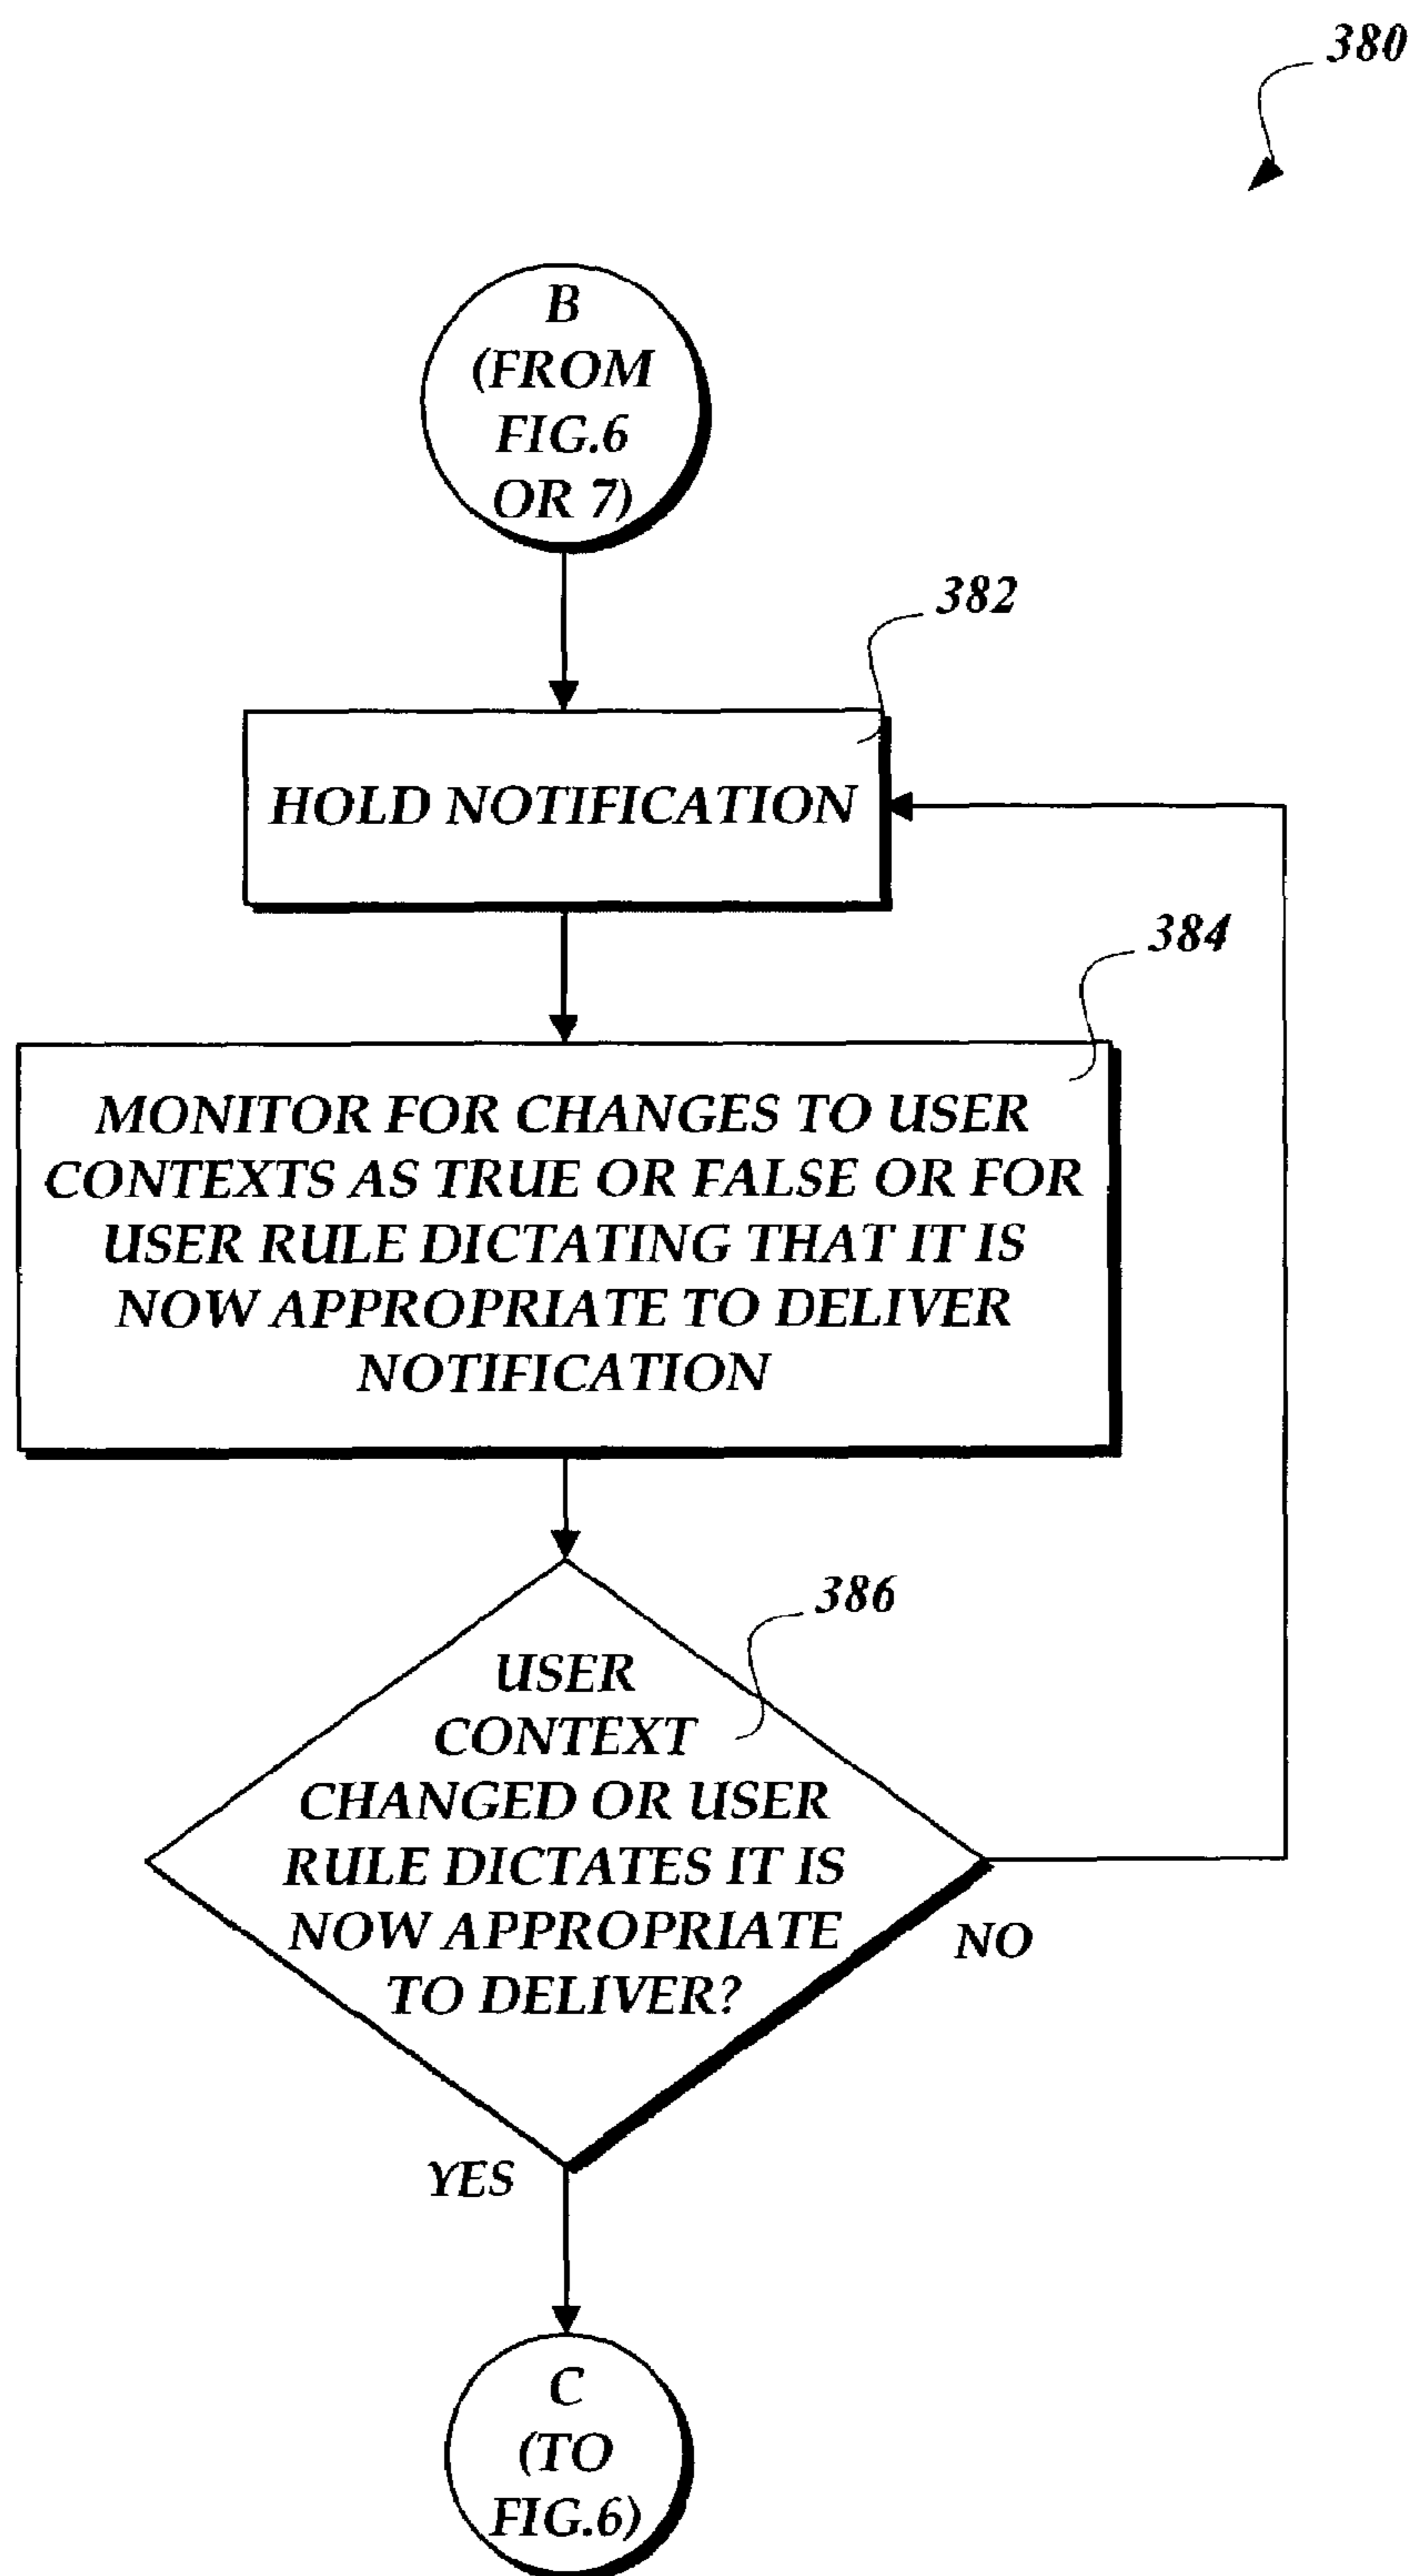 380
B
(FROM
FIG.6
OR 7)
382
HOLD NOTIFICATION
384
MONITOR FOR CHANGES TO USER
CONTEXTS AS TRUE OR FALSE OR FOR
USER RULE DICTATING THAT IT IS
NOW APPROPRIATE TO DELIVER
NOTIFICATION
386
USER
CONTEXT
CHANGED OR USER
RULE DICTATES IT IS
NOW APPROPRIATE
TO DELIVER?
NO
YES
C
(TO
FIG.6)